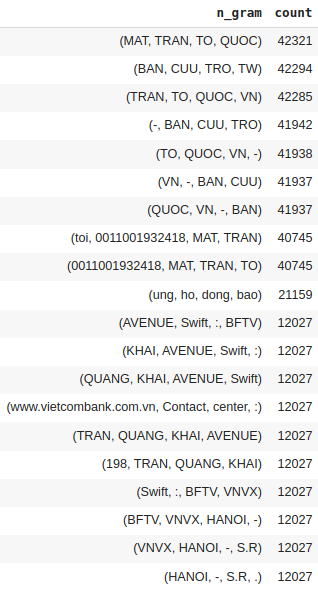 n_gram count
(MAT, TRAN, TO, QUOC) 42321
(BAN, CUU, TRO, TW) 42294
(TRAN, TO, QUOC, VN) 42285
(-, BAN, CUU, TRO) 41942
(TO, QUOC, VN, -) 41938
(VN, -, BAN, CUU) 41937
(QUOC, VN, -, BAN) 41937
(toi, 0011001932418, MAT, TRAN) 40745
(0011001932418, MAT, TRAN, TO) 40745
(ung, ho, dong, bao) 21159
(AVENUE, Swift, :, BFTV) 12027
(KHAI, AVENUE, Swift, :) 12027
(QUANG, KHAI, AVENUE, Swift) 12027
(www.vietcombank.com.vn, Contact, center, :) 12027
(TRAN, QUANG, KHAI, AVENUE) 12027
(198, TRAN, QUANG, KHAI) 12027
(Swift, :, BFTV, VNVX) 12027
(BFTV, VNVX, HANOI, -) 12027
(VNVX, HANOI, -, S.R) 12027
(HANOI, -, S.R, .) 12027